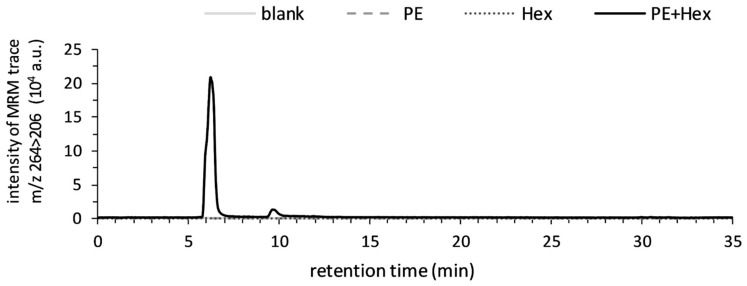 blank PE Hex PE+Hex
intensity of MRM trace
m/z 264>206 (10⁴ a.u.)
25
20
15
10
5
0
0 5 10 15 20 25 30 35
retention time (min)